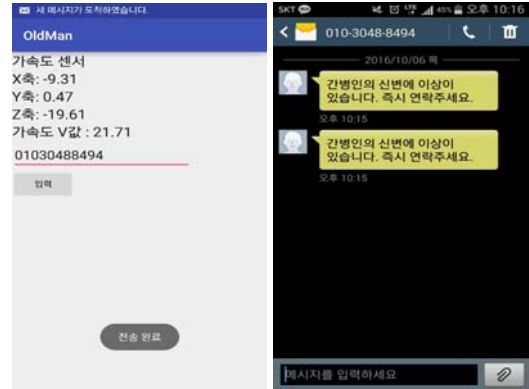 새 메시지가 도착하였습니다.
OldMan
가속도 센서
X축: -9.31
Y축: 0.47
Z축: -19.61
가속도 V값 : 21.71
01030488494
입력
전송 완료
SKT LTE 45% 오후 10:16
010-3048-8494
2016/10/06 목
간병인의 신변에 이상이
있습니다. 즉시 연락주세요.
오후 10:15
간병인의 신변에 이상이
있습니다. 즉시 연락주세요.
오후 10:15
메시지를 입력하세요